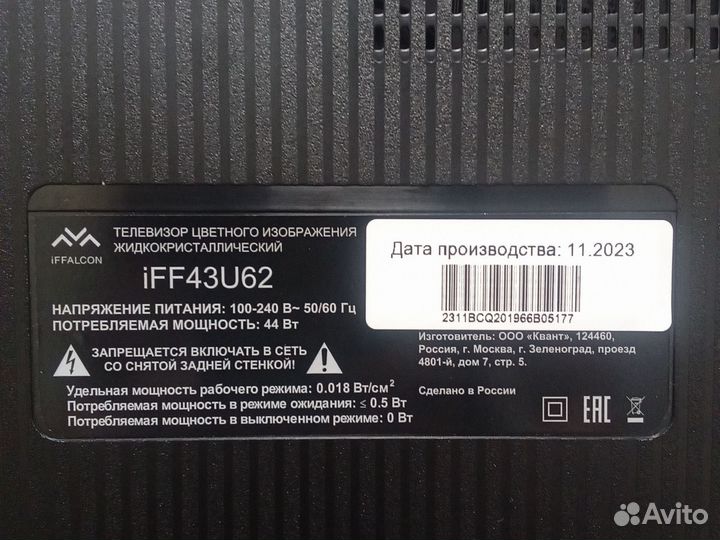 iFFALCON
ТЕЛЕВИЗОР ЦВЕТНОГО ИЗОБРАЖЕНИЯ
ЖИДКОКРИСТАЛЛИЧЕСКИЙ
iFF43U62
НАПРЯЖЕНИЕ ПИТАНИЯ: 100-240 В~ 50/60 Гц
ПОТРЕБЛЯЕМАЯ МОЩНОСТЬ: 44 Вт
ЗАПРЕЩАЕТСЯ ВКЛЮЧАТЬ В СЕТЬ
СО СНЯТОЙ ЗАДНЕЙ СТЕНКОЙ!
Удельная мощность рабочего режима: 0.018 Вт/см²
Потребляемая мощность в режиме ожидания: ≤ 0.5 Вт
Потребляемая мощность в выключенном режиме: 0 Вт
Дата производства: 11.2023
2311BCQ201966B05177
Изготовитель: ООО «Квант», 124460,
Россия, г. Москва, г. Зеленоград, проезд
4801-й, дом 7, стр. 5.
Сделано в России
EAC
Avito